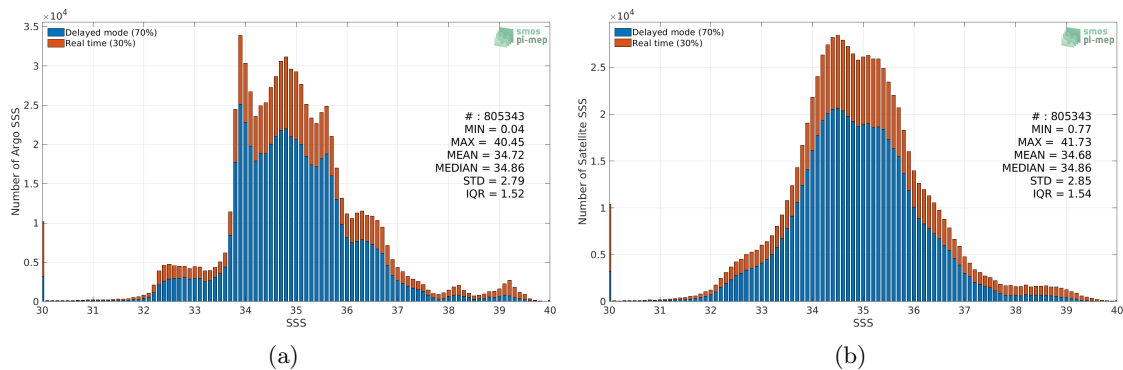 ×10⁴
Delayed mode (70%)
Real time (30%)
smos
pi-mep
# : 805343
MIN = 0.04
MAX = 40.45
MEAN = 34.72
MEDIAN = 34.86
STD = 2.79
IQR = 1.52
Number of Argo SSS
3.5
3
2.5
2
1.5
1
0.5
0
30 31 32 33 34 35 36 37 38 39 40
SSS
(a)
×10⁴
Delayed mode (70%)
Real time (30%)
smos
pi-mep
# : 805343
MIN = 0.77
MAX = 41.73
MEAN = 34.68
MEDIAN = 34.86
STD = 2.85
IQR = 1.54
Number of Satellite SSS
2.5
2
1.5
1
0.5
0
30 31 32 33 34 35 36 37 38 39 40
SSS
(b)